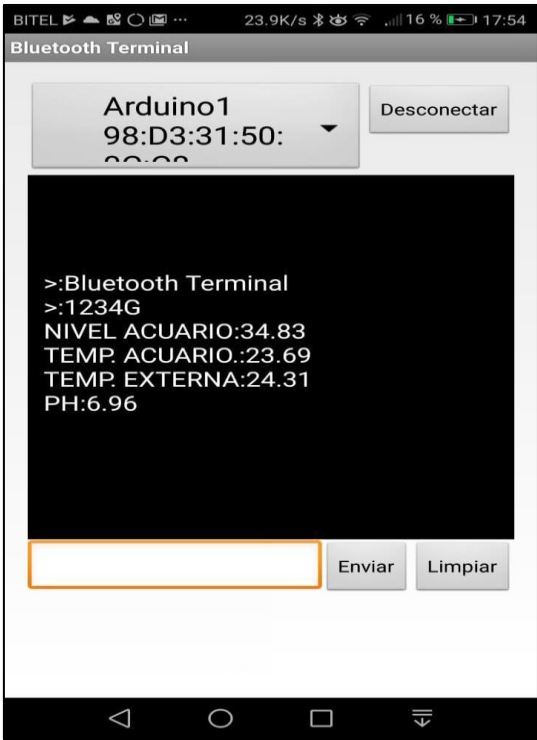 BITEL 23.9K/s 16 % 17:54
Bluetooth Terminal
Arduino1
98:D3:31:50:
Desconectar
>:Bluetooth Terminal
>:1234G
NIVEL ACUARIO:34.83
TEMP. ACUARIO.:23.69
TEMP. EXTERNA:24.31
PH:6.96
Enviar
Limpiar